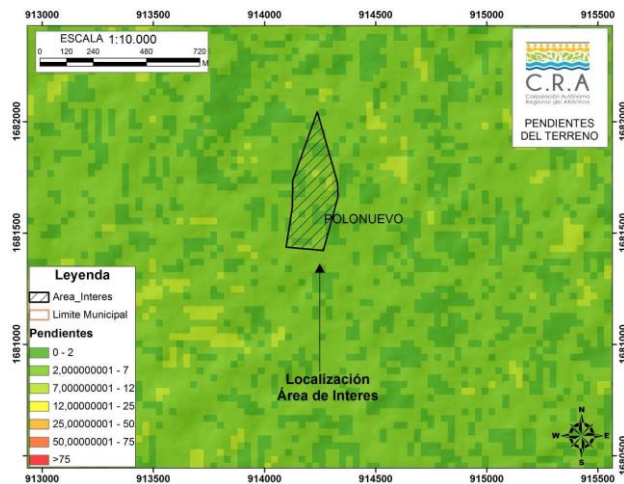 913000 913500 914000 914500 915000 915500
ESCALA 1:10.000
0 120 240 480 720
M
C.R.A
Corporación Autónoma
Regional del Atlántico
PENDIENTES
DEL TERRENO
1682000 1682000
POLONUEVO
1681500 1681500
Leyenda
Area_Interes
Limite Municipal
Pendientes
0 - 2
2,000000001 - 7
7,000000001 - 12
12,00000001 - 25
25,00000001 - 50
50,00000001 - 75
>75
1681000 1681000
Localización
Área de Interes
N
W E
S
1680500
913000 913500 914000 914500 915000 915500